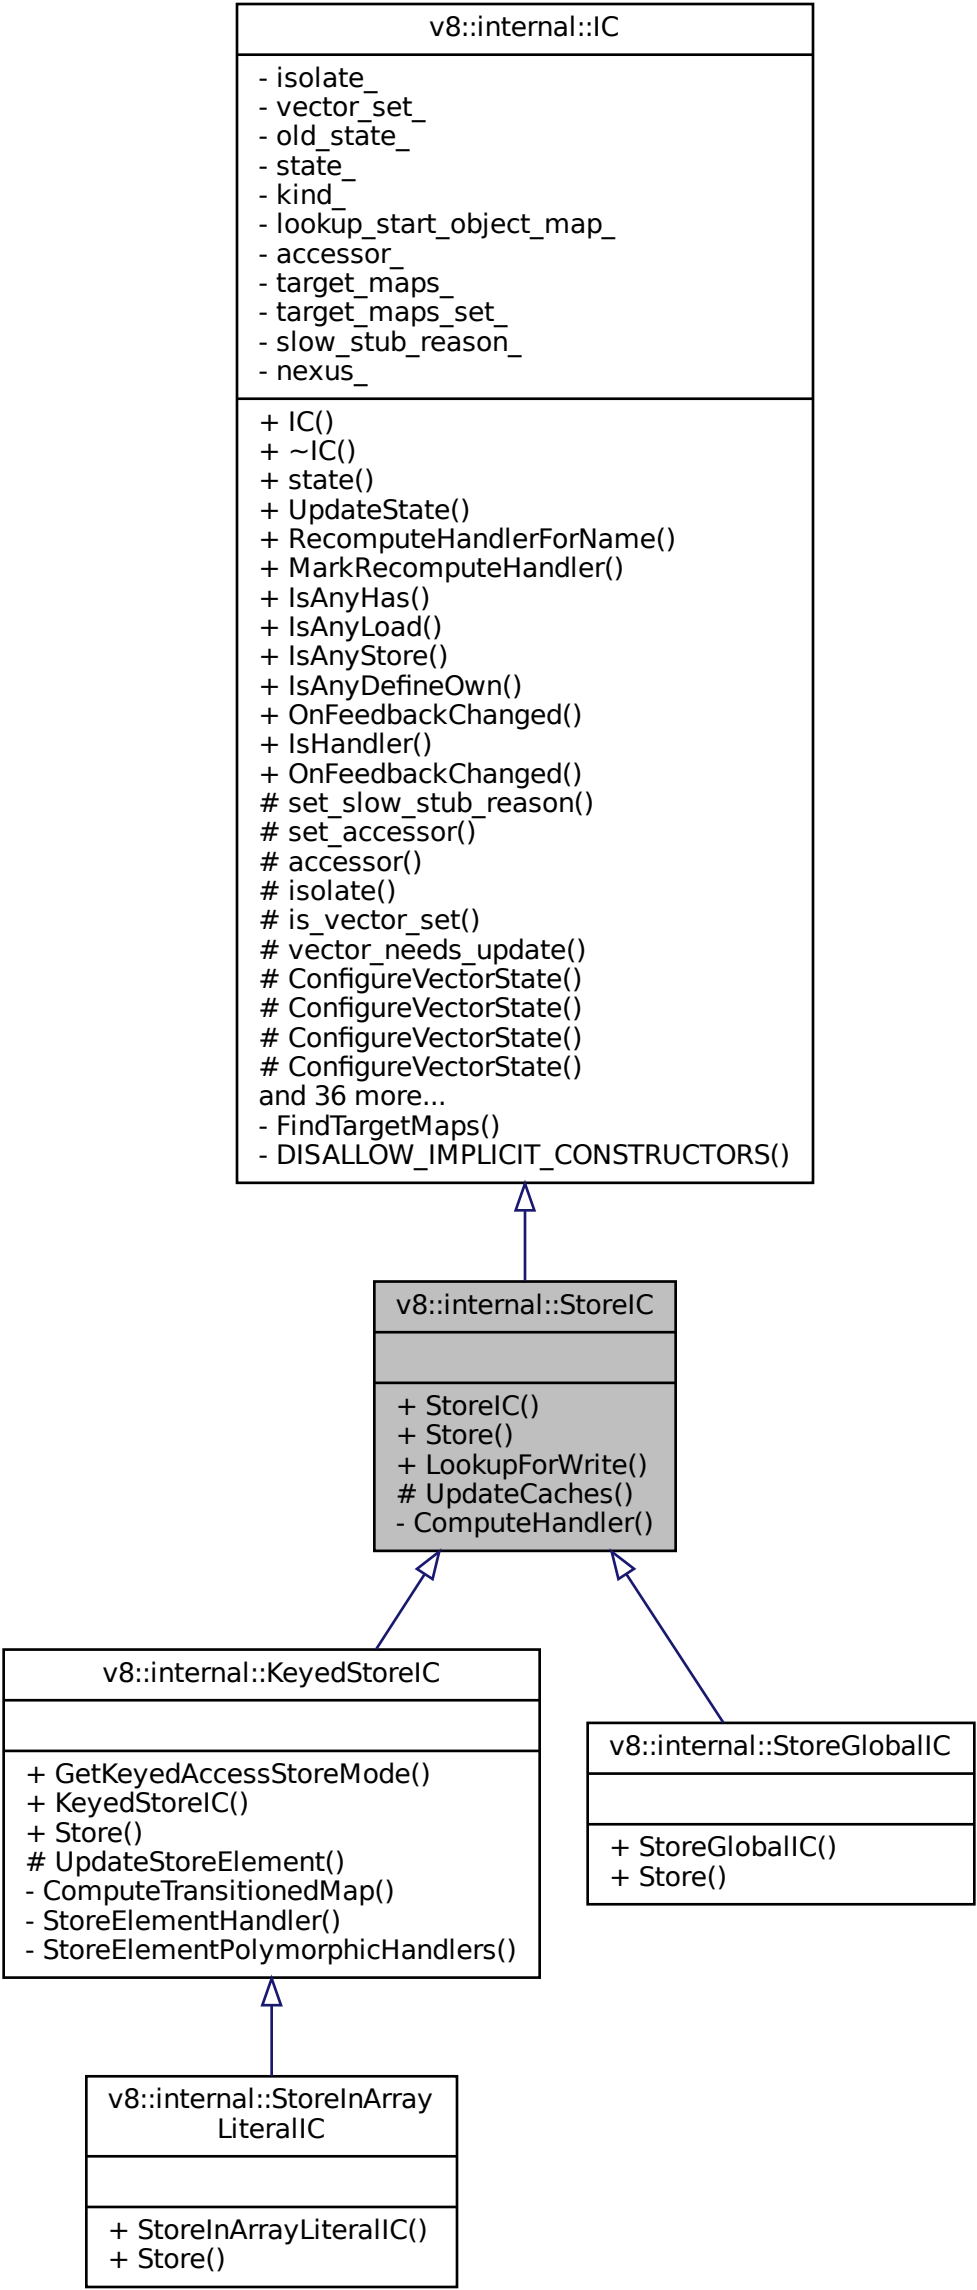 v8::internal::IC
- isolate_
- vector_set_
- old_state_
- state_
- kind_
- lookup_start_object_map_
- accessor_
- target_maps_
- target_maps_set_
- slow_stub_reason_
- nexus_
+ IC()
+ ~IC()
+ state()
+ UpdateState()
+ RecomputeHandlerForName()
+ MarkRecomputeHandler()
+ IsAnyHas()
+ IsAnyLoad()
+ IsAnyStore()
+ IsAnyDefineOwn()
+ OnFeedbackChanged()
+ IsHandler()
+ OnFeedbackChanged()
# set_slow_stub_reason()
# set_accessor()
# accessor()
# isolate()
# is_vector_set()
# vector_needs_update()
# ConfigureVectorState()
# ConfigureVectorState()
# ConfigureVectorState()
# ConfigureVectorState()
and 36 more...
- FindTargetMaps()
- DISALLOW_IMPLICIT_CONSTRUCTORS()
v8::internal::StoreIC
+ StoreIC()
+ Store()
+ LookupForWrite()
# UpdateCaches()
- ComputeHandler()
v8::internal::KeyedStoreIC
+ GetKeyedAccessStoreMode()
+ KeyedStoreIC()
+ Store()
# UpdateStoreElement()
- ComputeTransitionedMap()
- StoreElementHandler()
- StoreElementPolymorphicHandlers()
v8::internal::StoreGlobalIC
+ StoreGlobalIC()
+ Store()
v8::internal::StoreInArray
LiteralIC
+ StoreInArrayLiteralIC()
+ Store()